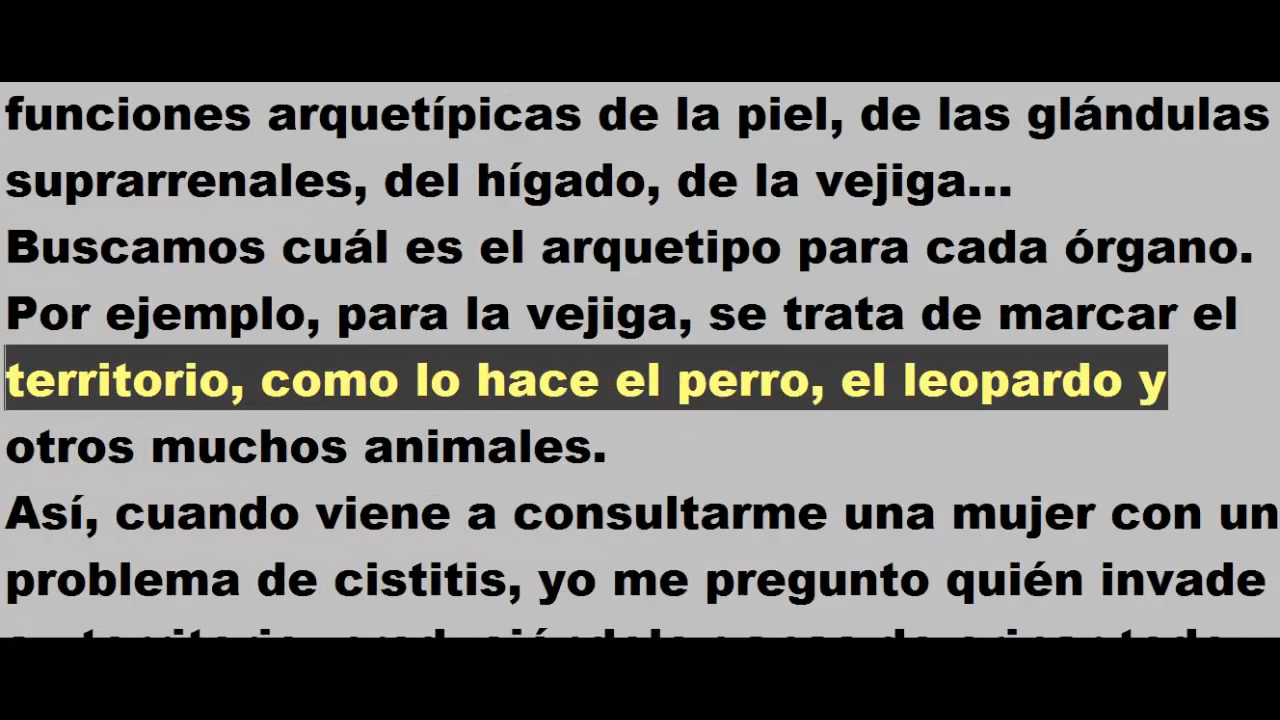 funciones arquetípicas de la piel, de las glándulas
suprarrenales, del hígado, de la vejiga...
Buscamos cuál es el arquetipo para cada órgano.
Por ejemplo, para la vejiga, se trata de marcar el
territorio, como lo hace el perro, el leopardo y
otros muchos animales.
Así, cuando viene a consultarme una mujer con un
problema de cistitis, yo me pregunto quién invade